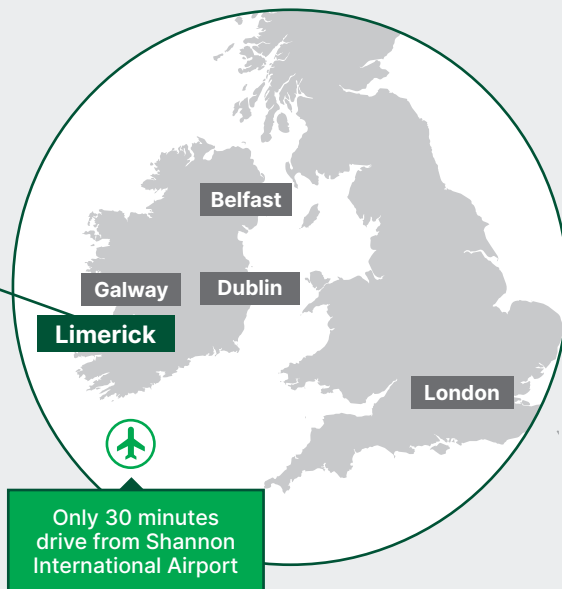 Belfast
Galway
Dublin
Limerick
London
Only 30 minutes
drive from Shannon
International Airport